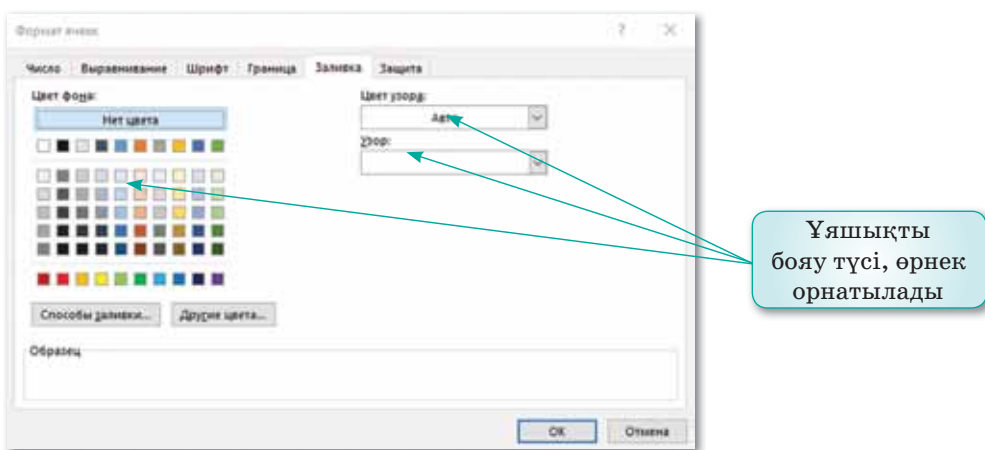 Формат ячеек
Число Выравнивание Шрифт Граница Заливка Защита
Цвет фона:
Нет цвета
Цвет узора:
Авто
Узор:
Способы заливки... Другие цвета...
Образец
ОК Отмена
Ұяшықты
бояу түсі, өрнек
орнатылады